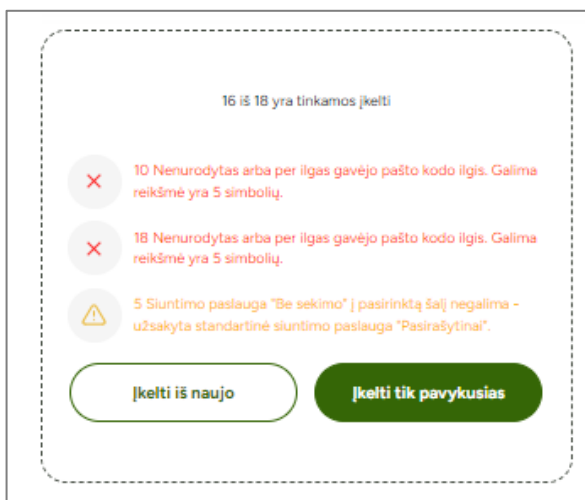 16 iš 18 yra tinkamos įkelti
10 Nenurodytas arba per ilgas gavėjo pašto kodo ilgis. Galima
reikšmė yra 5 simbolių.
18 Nenurodytas arba per ilgas gavėjo pašto kodo ilgis. Galima
reikšmė yra 5 simbolių.
5 Siuntimo paslauga "Be sekimo" į pasirinktą šalį negalima -
užsakyta standartinė siuntimo paslauga "Pasirašytinai".
Įkelti iš naujo
Įkelti tik pavykusias